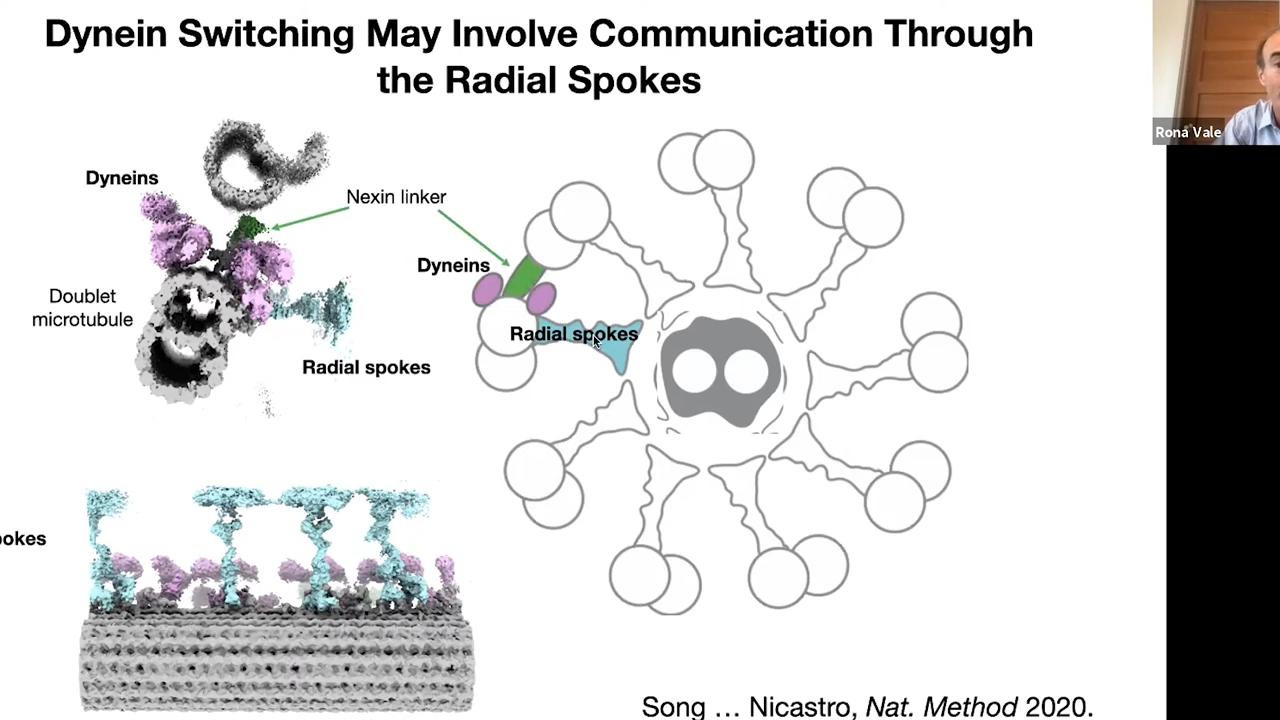 Dynein Switching May Involve Communication Through
the Radial Spokes
Rona Vale
Dyneins
Nexin linker
Dyneins
Doublet
microtubule
Radial spokes
Radial spokes
pokes
Song … Nicastro, Nat. Method 2020.